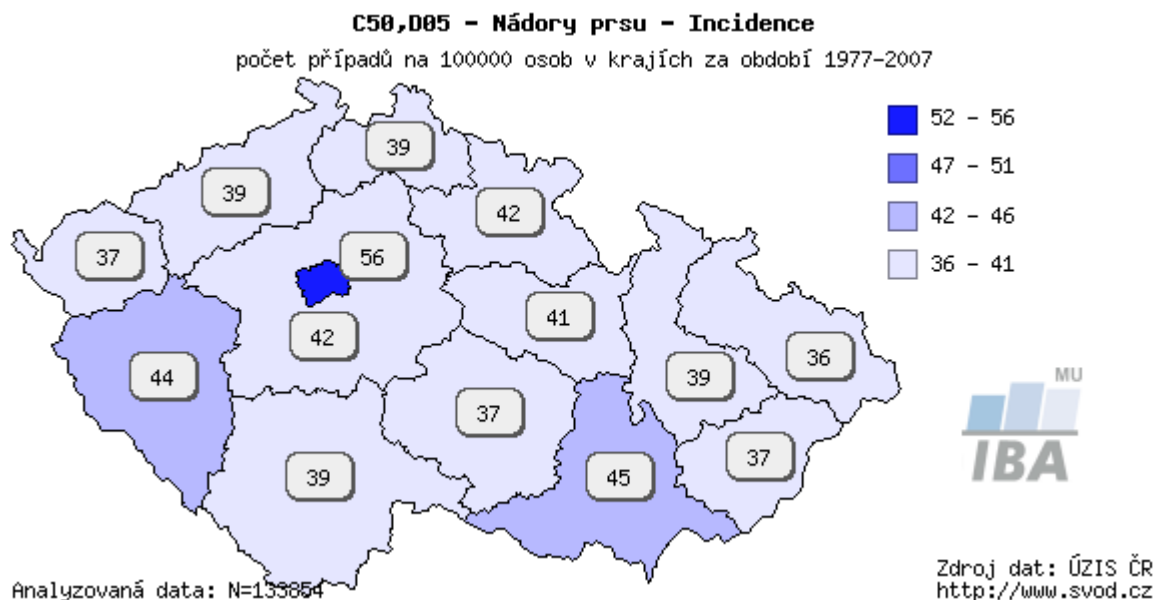 C50,D05 - Nádory prsu - Incidence
počet případů na 100000 osob v krajích za období 1977-2007
52 - 56
47 - 51
42 - 46
36 - 41
39
39
42
37
56
42
41
44
36
39
37
37
39
45
MU
IBA
Analyzovaná data: N=133854
Zdroj dat: ÚZIS ČR
http://www.svod.cz